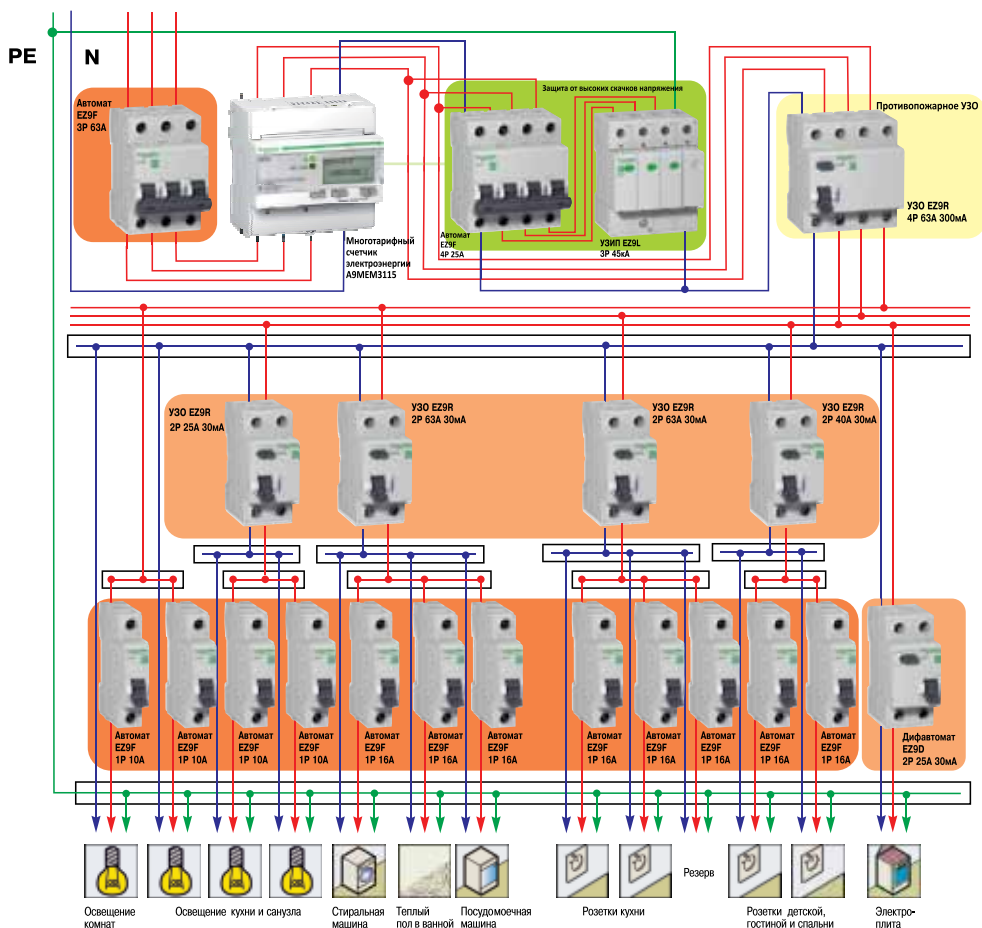 PE
N
Автомат
EZ9F
3P 63A
Многотарифный
счетчик
электроэнергии
A9MEM3115
Защита от высоких скачков напряжения
Автомат
EZ9F
4P 25A
УЗИП EZ9L
3P 45кА
Противопожарное УЗО
УЗО EZ9R
4P 63A 300мА
УЗО EZ9R
2P 25A 30мА
УЗО EZ9R
2P 63A 30мА
УЗО EZ9R
2P 63A 30мА
УЗО EZ9R
2P 40A 30мА
Автомат
EZ9F
1P 10A
Автомат
EZ9F
1P 10A
Автомат
EZ9F
1P 10A
Автомат
EZ9F
1P 10A
Автомат
EZ9F
1P 16A
Автомат
EZ9F
1P 16A
Автомат
EZ9F
1P 16A
Автомат
EZ9F
1P 16A
Автомат
EZ9F
1P 16A
Автомат
EZ9F
1P 16A
Автомат
EZ9F
1P 16A
Автомат
EZ9F
1P 16A
Дифавтомат
EZ9D
2P 25A 30мА
Освещение
комнат
Освещение кухни и санузла
Стиральная
машина
Теплый
пол в ванной
Посудомоечная
машина
Розетки кухни
Резерв
Розетки детской,
гостиной и спальни
Электро-
плита